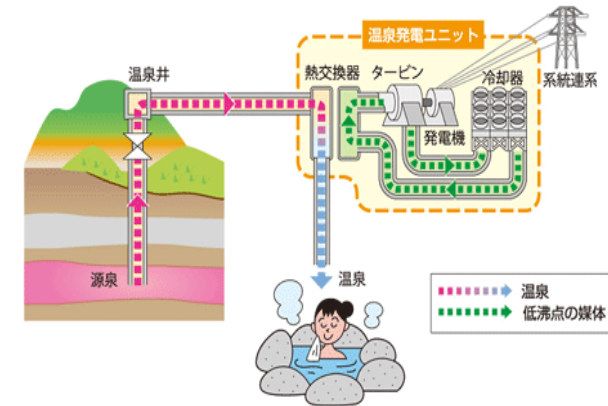 温泉発電ユニット
温泉井
熱交換器
タービン
冷却器
系統連系
発電機
源泉
温泉
温泉
低沸点の媒体